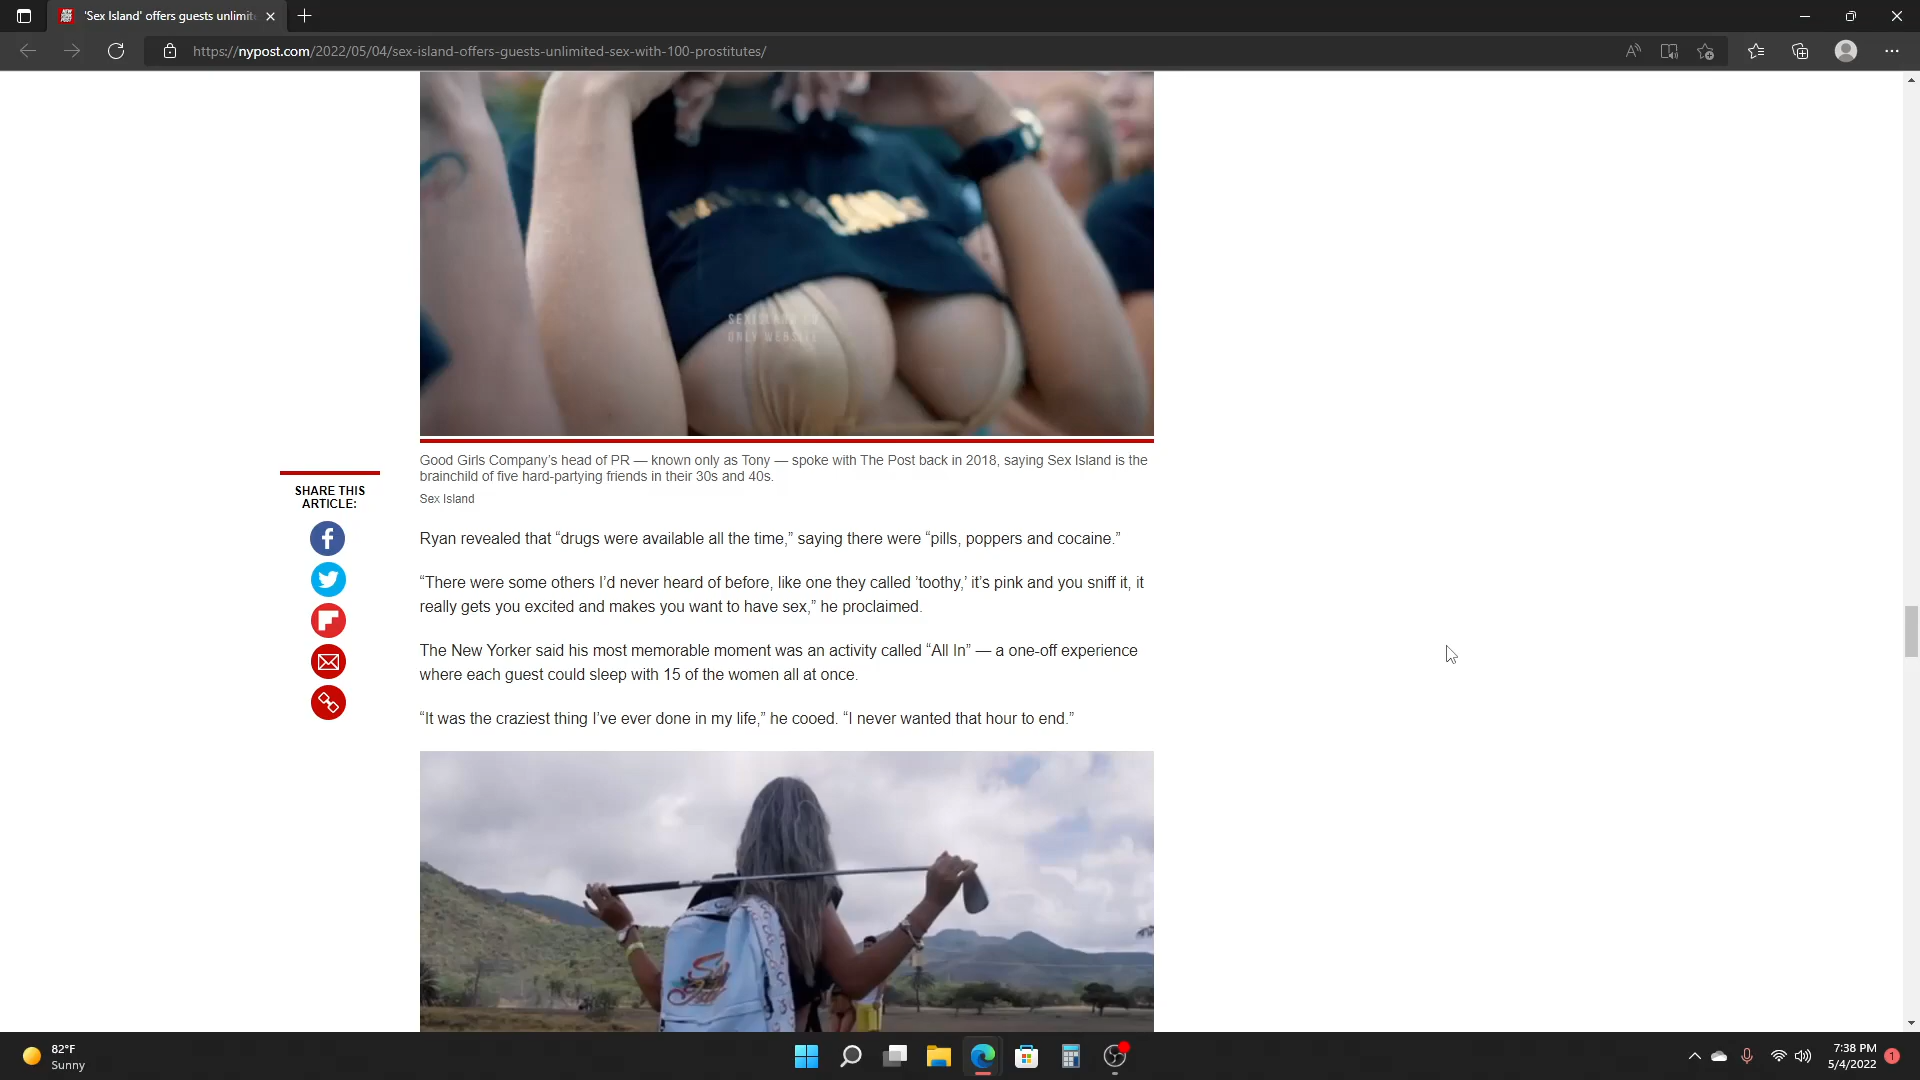 'Sex Island' offers guests unlimit
https://nypost.com/2022/05/04/sex-island-offers-guests-unlimited-sex-with-100-prostitutes/
ONLY WEBSITE
Good Girls Company's head of PR — known only as Tony — spoke with The Post back in 2018, saying Sex Island is the
brainchild of five hard-partying friends in their 30s and 40s.
Sex Island
SHARE THIS
ARTICLE:
Ryan revealed that “drugs were available all the time,” saying there were “pills, poppers and cocaine.”
“There were some others I’d never heard of before, like one they called ’toothy,’ it’s pink and you sniff it, it
really gets you excited and makes you want to have sex,” he proclaimed.
The New Yorker said his most memorable moment was an activity called “All In” — a one-off experience
where each guest could sleep with 15 of the women all at once.
“It was the craziest thing I’ve ever done in my life,” he cooed. “I never wanted that hour to end.”
82°F
Sunny
7:38 PM
5/4/2022
1